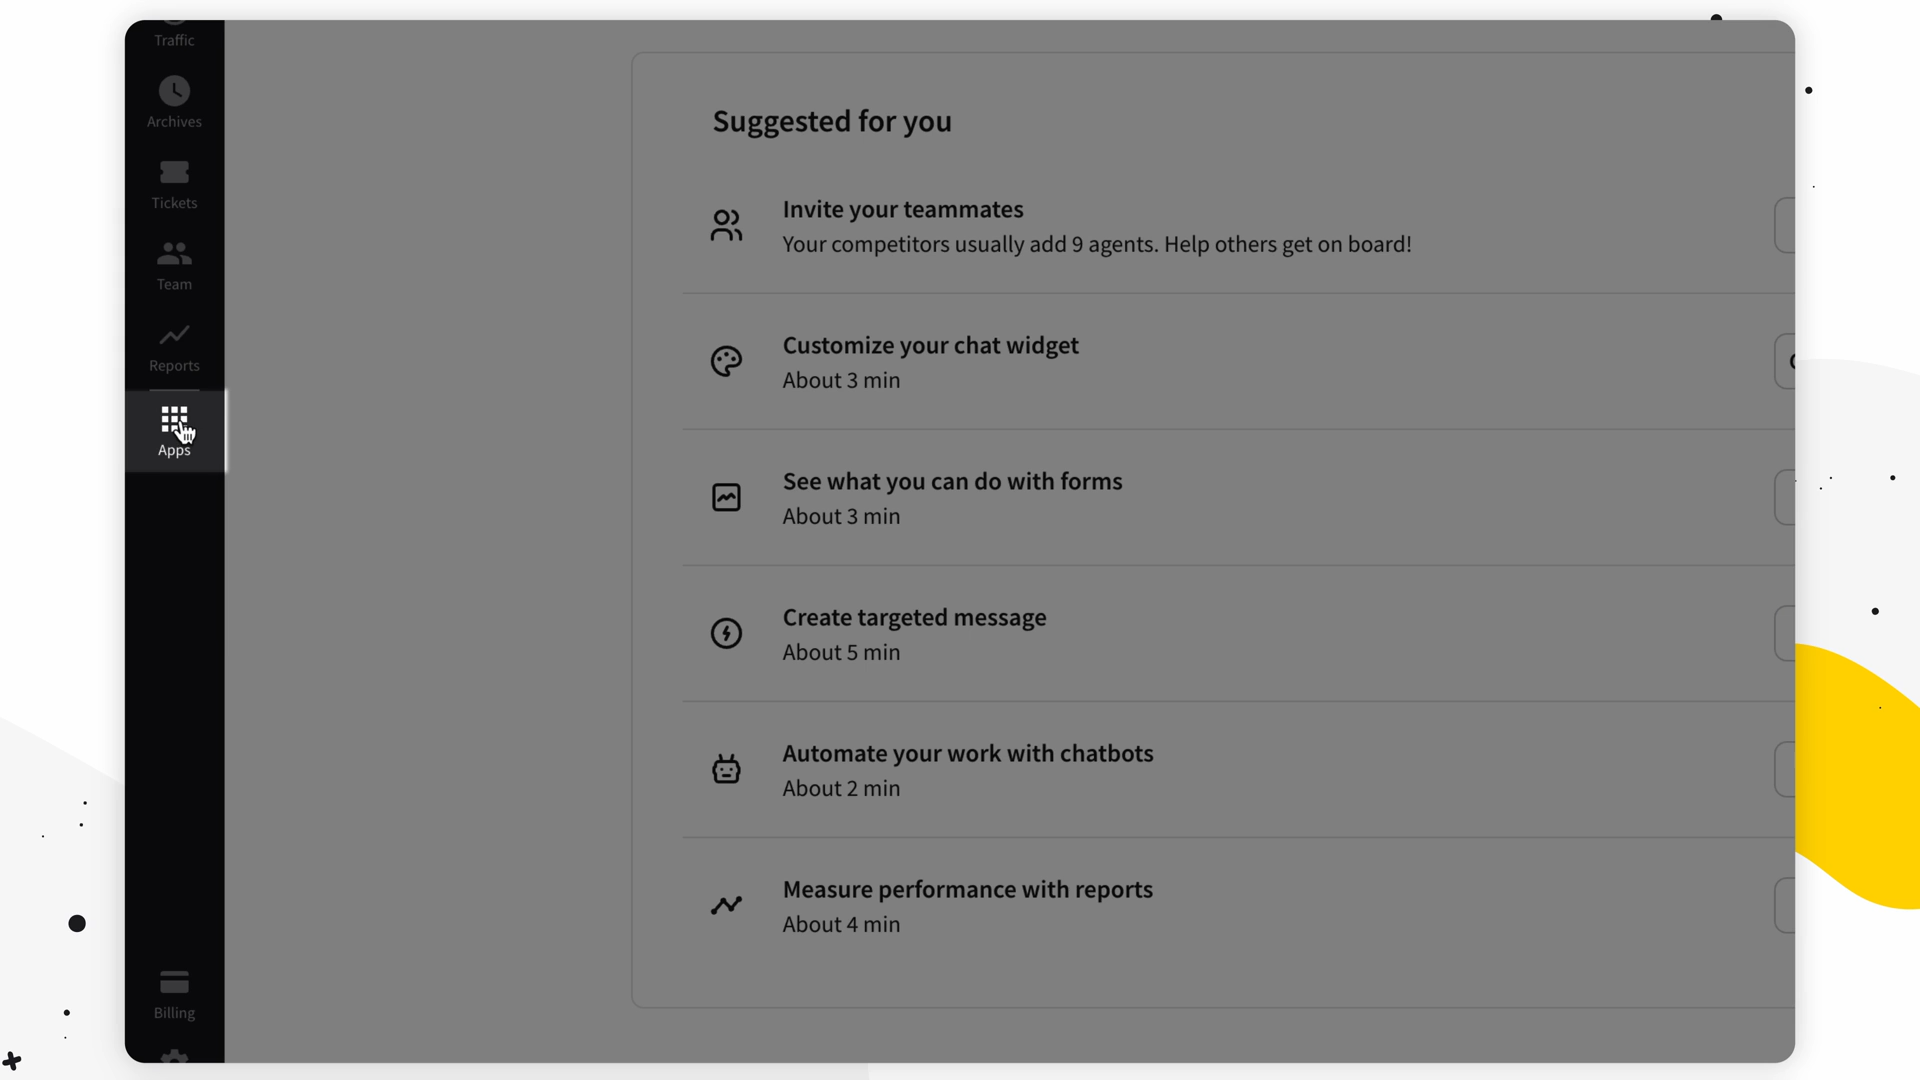 Traffic
Archives
Tickets
Team
Reports
Apps
Billing
Suggested for you
Invite your teammates
Your competitors usually add 9 agents. Help others get on board!
Customize your chat widget
About 3 min
See what you can do with forms
About 3 min
Create targeted message
About 5 min
Automate your work with chatbots
About 2 min
Measure performance with reports
About 4 min